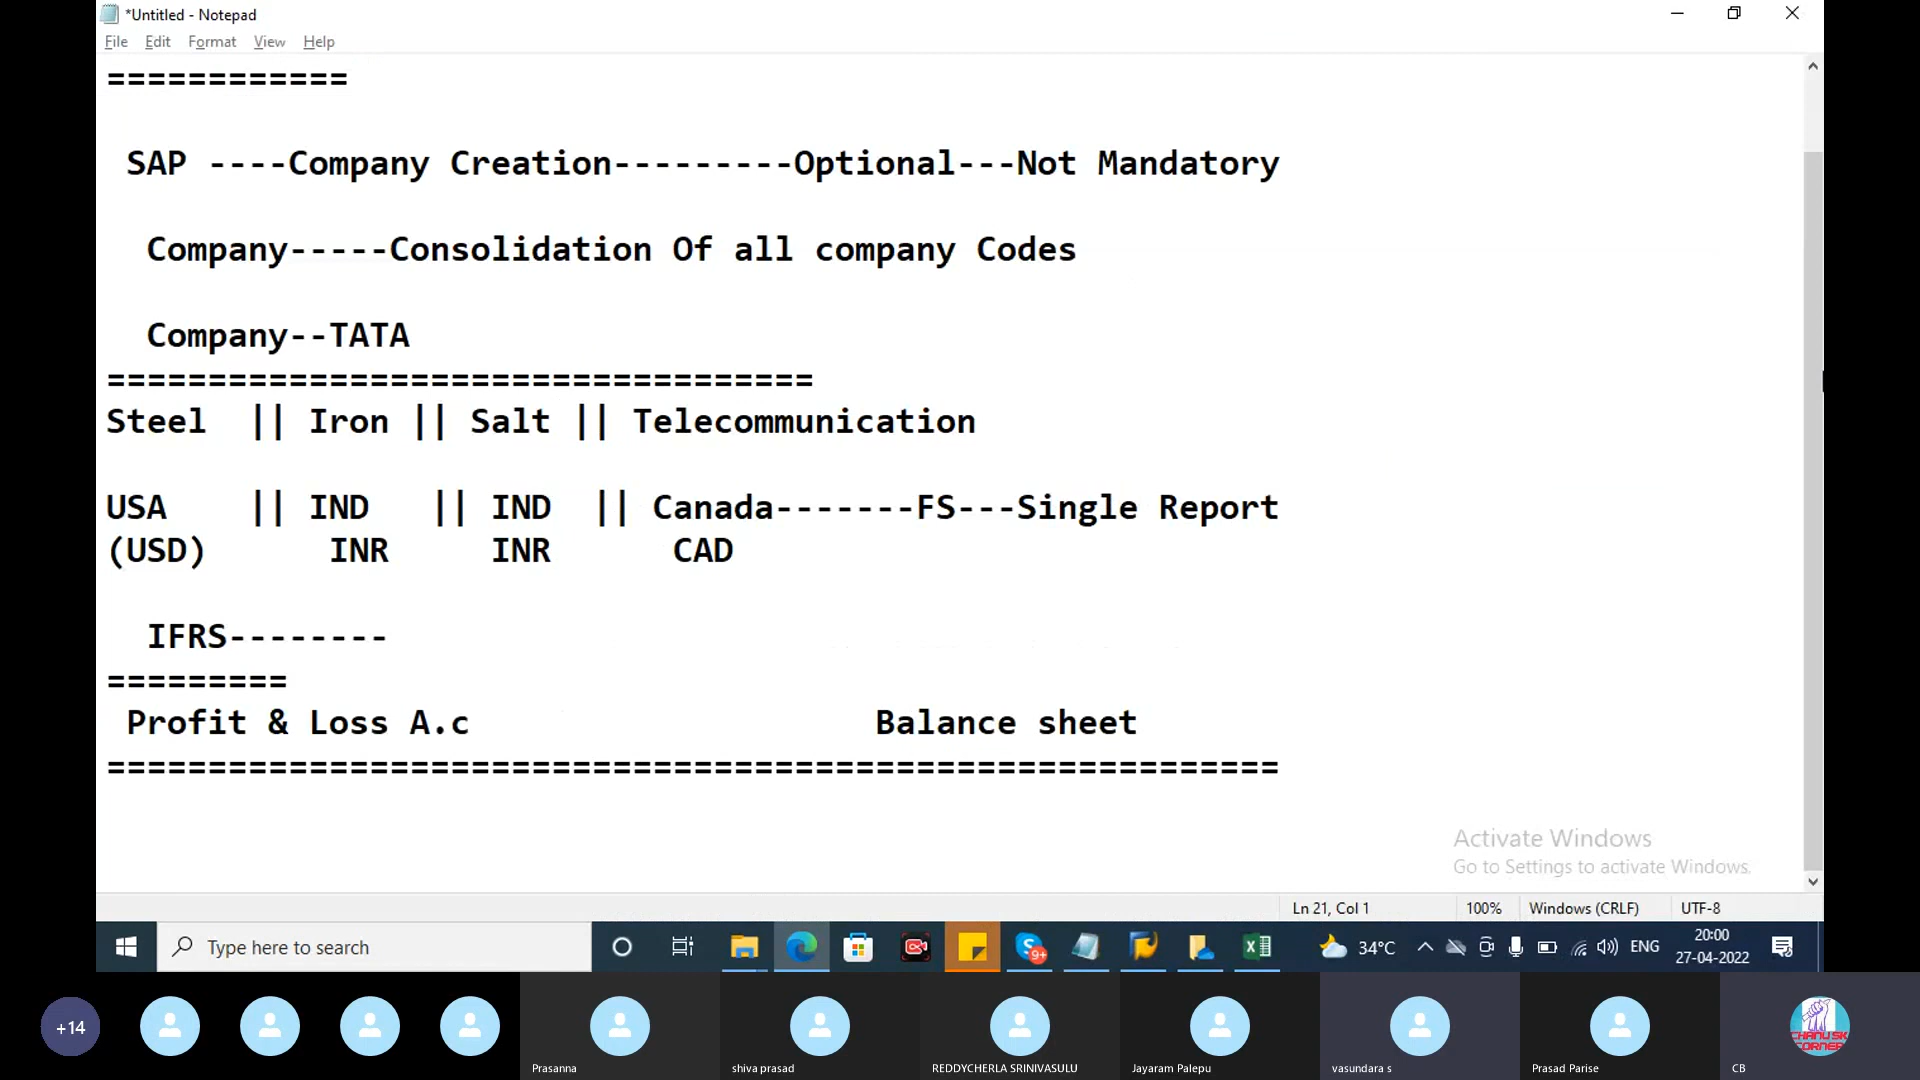 *Untitled - Notepad
File Edit Format View Help
============
SAP ----Company Creation---------Optional---Not Mandatory
Company-----Consolidation Of all company Codes
Company--TATA
===================================
Steel || Iron || Salt || Telecommunication
USA || IND || IND || Canada-------FS---Single Report
(USD) INR INR CAD
IFRS--------
=========
Profit & Loss A.c Balance sheet
==========================================================
Activate Windows
Go to Settings to activate Windows.
Ln 21, Col 1 100% Windows (CRLF) UTF-8
Type here to search 9+ 34°C ENG 20:00
27-04-2022
+14
Prasanna shiva prasad REDDYCHERLA SRINIVASULU Jayaram Palepu vasundara s Prasad Parise CB
CHANUSK
CORNER